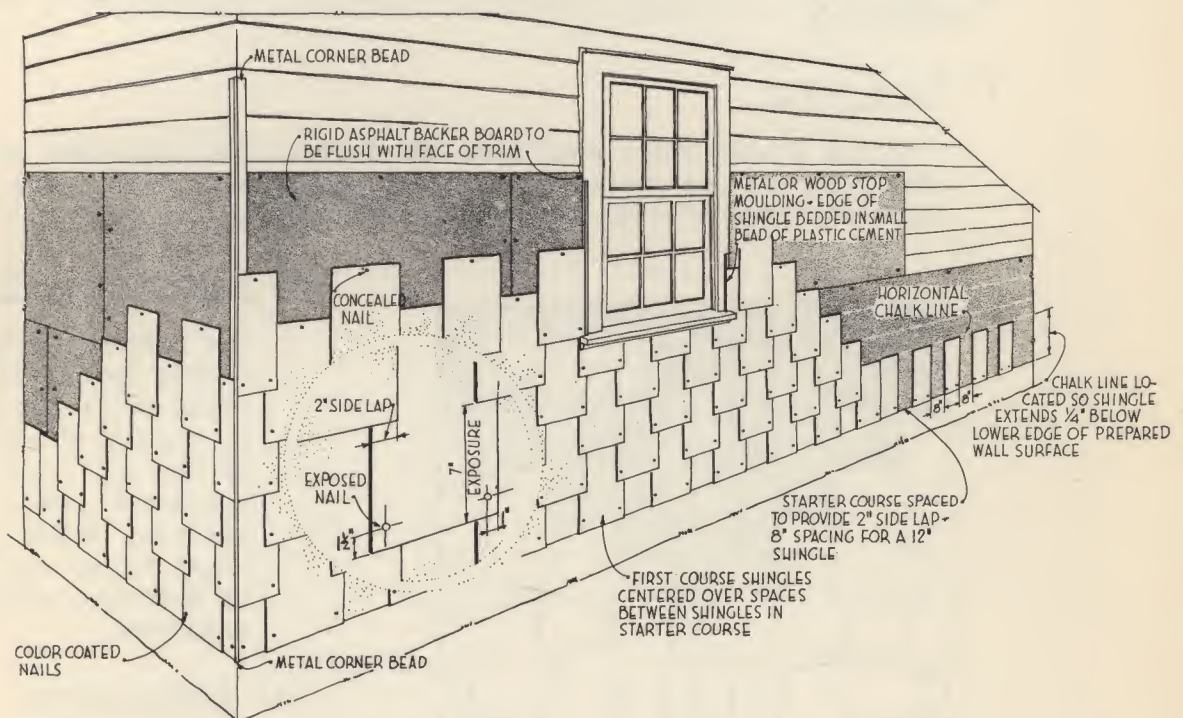 METAL CORNER BEAD
RIGID ASPHALT BACKER BOARD TO
BE FLUSH WITH FACE OF TRIM
METAL OR WOOD STOP
MOULDING - EDGE OF
SHINGLE BEDDED IN SMALL
BEAD OF PLASTIC CEMENT
CONCEALED
NAIL
HORIZONTAL
CHALK LINE
2" SIDE LAP
EXPOSURE
7"
EXPOSED
NAIL
1½"
1"
8"
8"
CHALK LINE LO-
CATED SO SHINGLE
EXTENDS ¼" BELOW
LOWER EDGE OF PREPARED
WALL SURFACE
STARTER COURSE SPACED
TO PROVIDE 2" SIDE LAP -
8" SPACING FOR A 12"
SHINGLE
FIRST COURSE SHINGLES
CENTERED OVER SPACES
BETWEEN SHINGLES IN
STARTER COURSE
COLOR COATED
NAILS
METAL CORNER BEAD